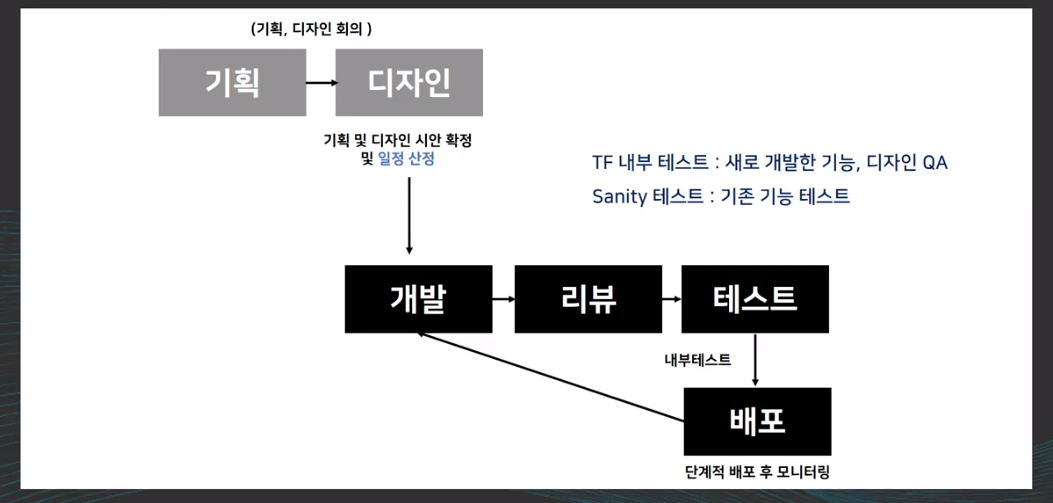 (기획, 디자인 회의 )
기획
디자인
기획 및 디자인 시안 확정
및 일정 산정
TF 내부 테스트 : 새로 개발한 기능, 디자인 QA
Sanity 테스트 : 기존 기능 테스트
개발
리뷰
테스트
내부테스트
배포
단계적 배포 후 모니터링